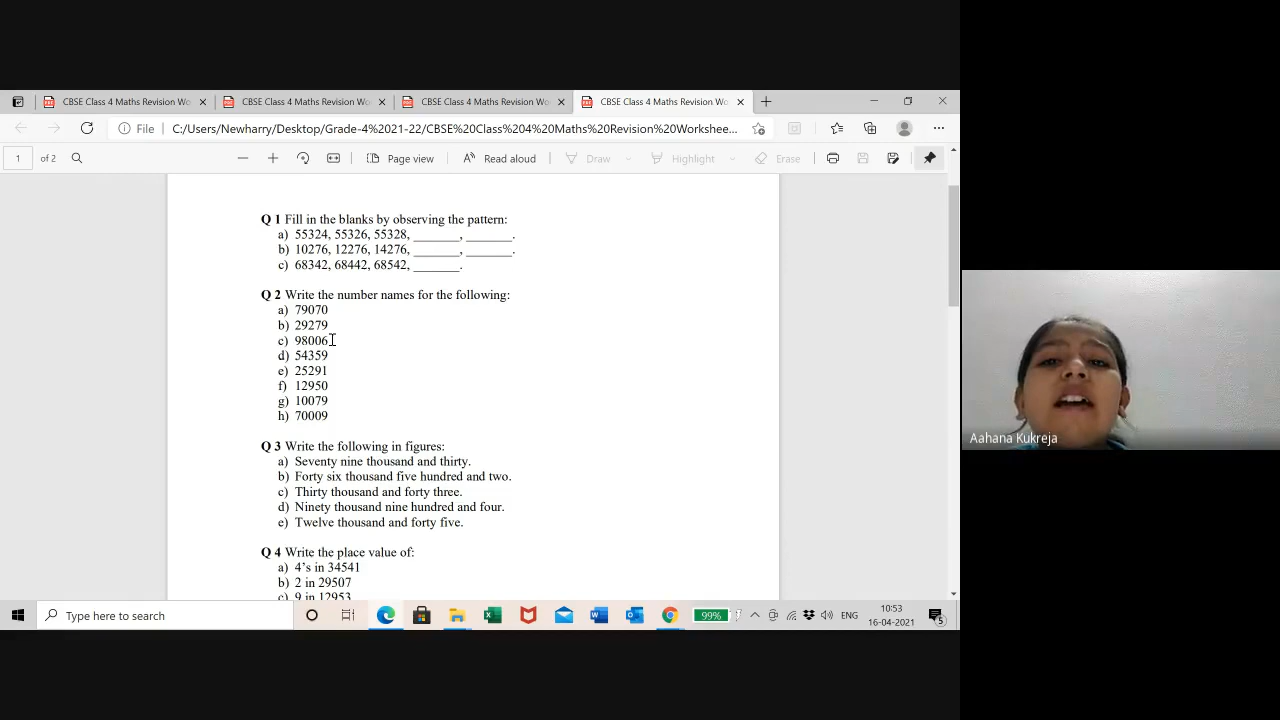 CBSE Class 4 Maths Revision Wo
CBSE Class 4 Maths Revision Wo
CBSE Class 4 Maths Revision Wo
CBSE Class 4 Maths Revision Wo
File
C:/Users/Newharry/Desktop/Grade-4%2021-22/CBSE%20Class%204%20Maths%20Revision%20Workshee...
1 of 2
Page view
Read aloud
Draw
Highlight
Erase
Q 1 Fill in the blanks by observing the pattern:
a) 55324, 55326, 55328, _______, _______.
b) 10276, 12276, 14276, _______, _______.
c) 68342, 68442, 68542, _______.
Q 2 Write the number names for the following:
a) 79070
b) 29279
c) 98006
d) 54359
e) 25291
f) 12950
g) 10079
h) 70009
Q 3 Write the following in figures:
a) Seventy nine thousand and thirty.
b) Forty six thousand five hundred and two.
c) Thirty thousand and forty three.
d) Ninety thousand nine hundred and four.
e) Twelve thousand and forty five.
Q 4 Write the place value of:
a) 4's in 34541
b) 2 in 29507
c) 9 in 12953
Aahana Kukreja
Type here to search
99%
ENG
10:53
16-04-2021
5